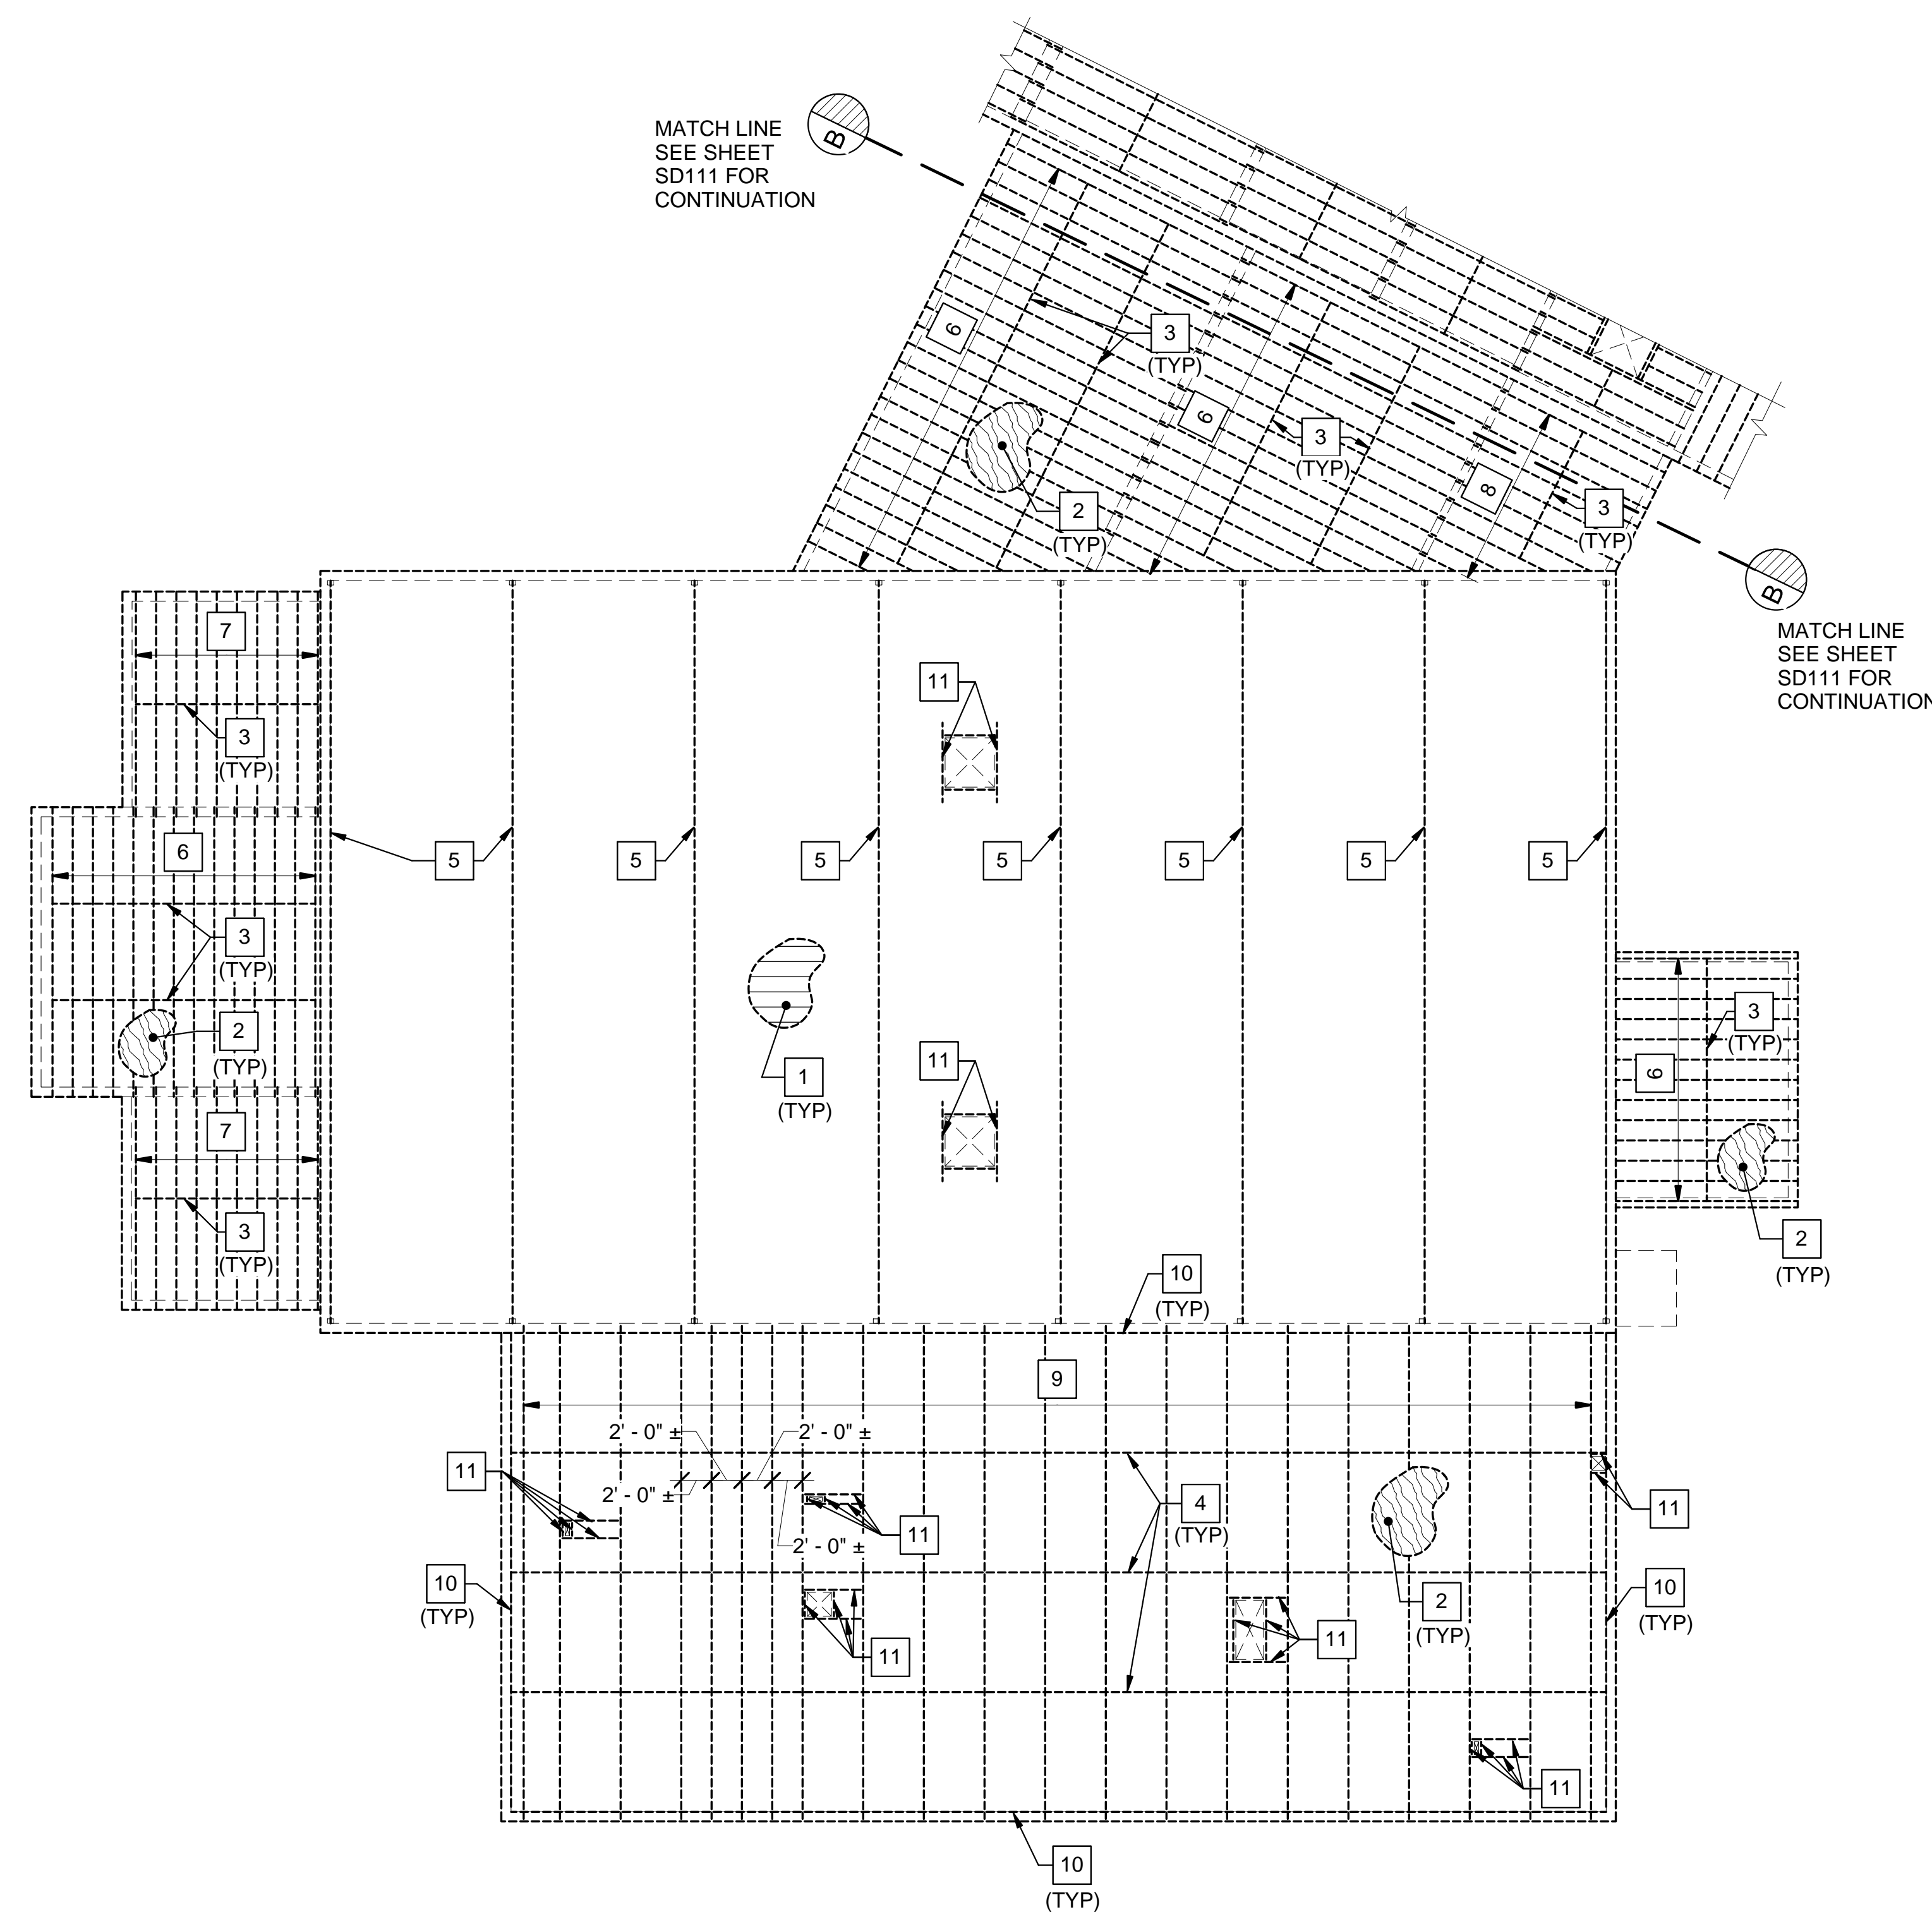 MATCH LINE
SEE SHEET
SD111 FOR
CONTINUATION
B
6
3
(TYP)
6
3
(TYP)
8
3
(TYP)
2
(TYP)
B
MATCH LINE
SEE SHEET
SD111 FOR
CONTINUATION
7
3
(TYP)
11
6
5
5
5
5
5
5
5
3
(TYP)
2
(TYP)
1
(TYP)
11
3
(TYP)
6
7
3
(TYP)
2
(TYP)
10
(TYP)
9
2' - 0" ±
2' - 0" ±
11
2' - 0" ±
2' - 0" ±
11
4
(TYP)
11
10
(TYP)
11
11
2
(TYP)
10
(TYP)
11
10
(TYP)